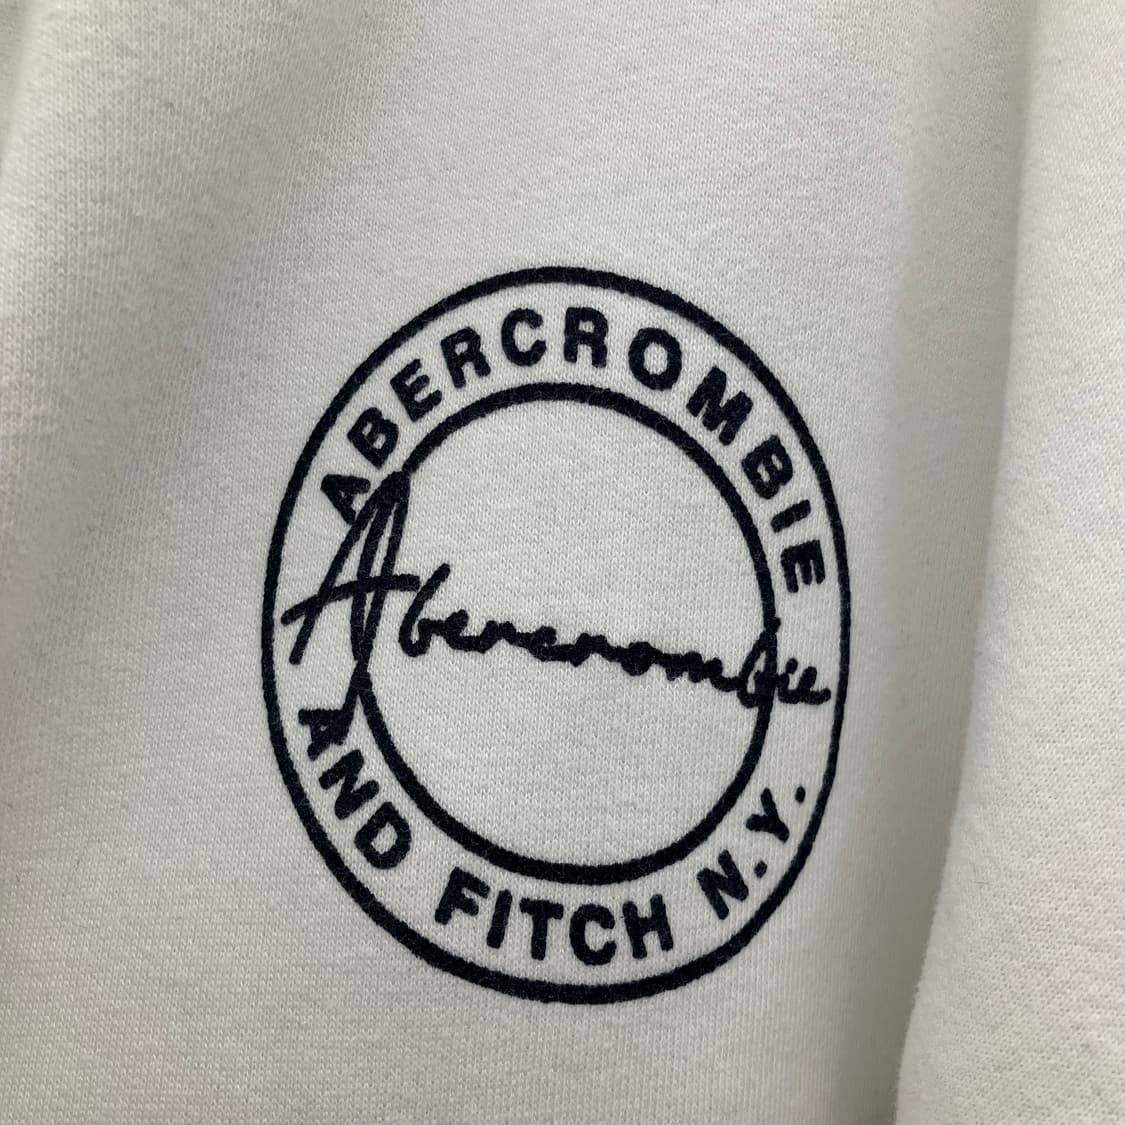 ABERCROMBIE
Abercrombie
AND FITCH N.Y.